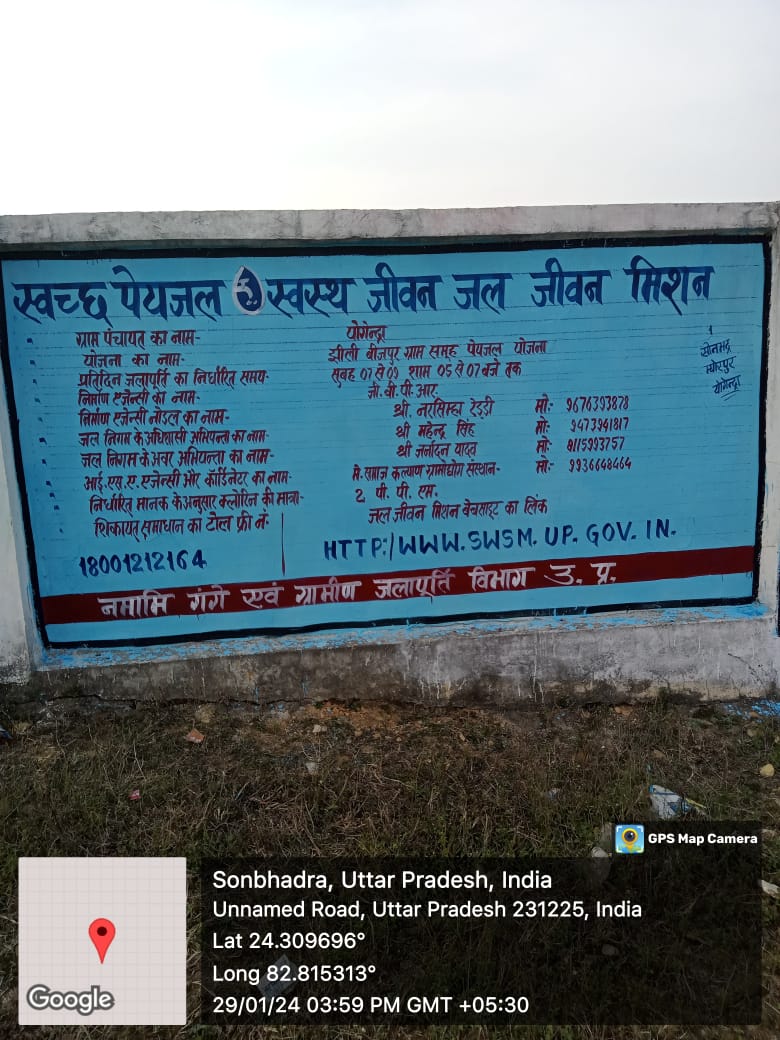 स्वच्छ पेयजल स्वस्थ जीवन जल जीवन मिशन
ग्राम पंचायत का नाम- योगेन्द्रा
योजना का नाम- झीलो बीजपुर ग्राम समूह पेयजल योजना
प्रतिदिन जलापूर्ति का निर्धारित समय- सुबह 07 से 09 शाम 05 से 07 बजे तक
निर्माण एजेन्सी का नाम- जी. वी. पी. आर
निर्माण एजेन्सी नोडल का नाम- श्री. नरसिम्हा रेड्डी मो:- 9676393878
जल निगम के अधिशासी अभियन्ता का नाम- श्री महेन्द्र सिंह मो:- 9473941817
जल निगम के अवर अभियन्ता का नाम- श्री जर्नादन यादव मो:- 8115993757
आई. एस. ए. एजेन्सी और कॉर्डिनेटर का नाम- मे. समाज कल्याण ग्रामोद्योग संस्थान- मो:- 9936648464
निर्धारित मानक के अनुसार क्लोरिन की मात्रा- 2 पी. पी. एम.
शिकायत समाधान का टोल फ्री नं: जल जीवन मिशन वेबसाइट का लिंक
18001212164 HTTP:/WWW.SWSM.UP.GOV.IN.
नमामि गंगे एवं ग्रामीण जलापूर्ति विभाग उ. प्र.
सोनभद्र
म्योरपुर
योगेन्द्रा
GPS Map Camera
Sonbhadra, Uttar Pradesh, India
Unnamed Road, Uttar Pradesh 231225, India
Lat 24.309696°
Long 82.815313°
29/01/24 03:59 PM GMT +05:30
Google